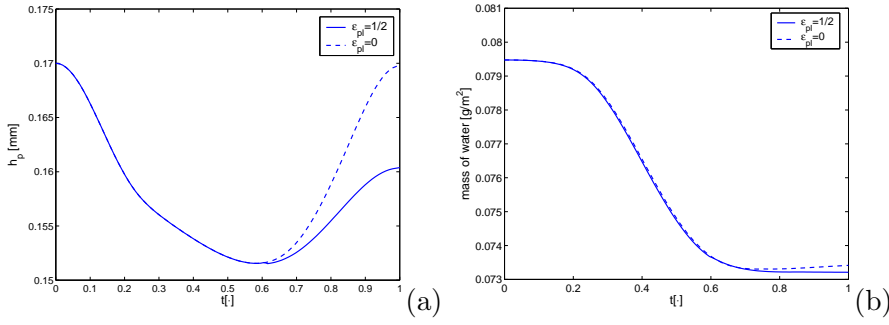 0.175
0.17
0.165
0.16
0.155
0.15
h_p [mm]
ε_pl=1/2
ε_pl=0
0 0.1 0.2 0.3 0.4 0.5 0.6 0.7 0.8 0.9 1
t[·]
(a)
0.081
0.08
0.079
0.078
0.077
0.076
0.075
0.074
0.073
mass of water [g/m²]
ε_pl=1/2
ε_pl=0
0 0.2 0.4 0.6 0.8 1
t[·]
(b)